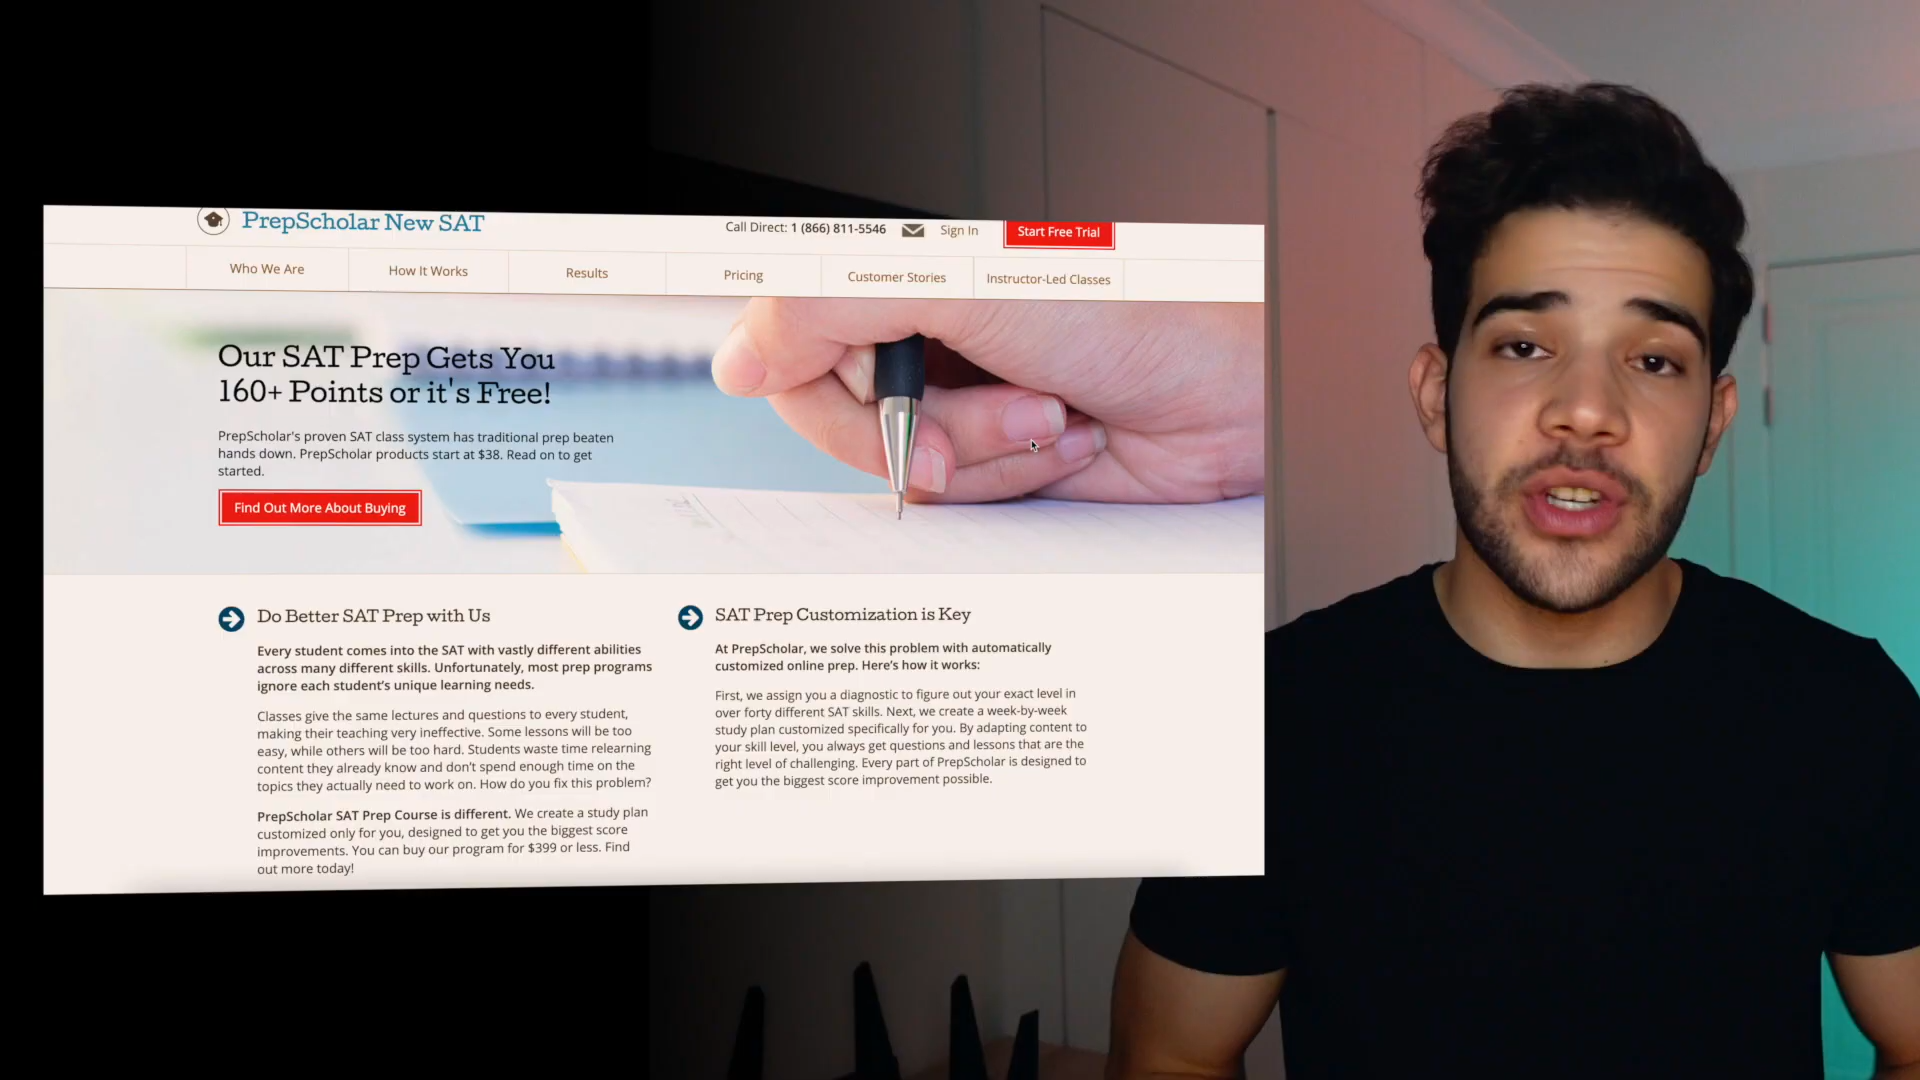 PrepScholar New SAT
Call Direct: 1 (866) 811-5546
Sign In
Start Free Trial
Who We Are
How It Works
Results
Pricing
Customer Stories
Instructor-Led Classes
Our SAT Prep Gets You
160+ Points or it's Free!
PrepScholar's proven SAT class system has traditional prep beaten
hands down. PrepScholar products start at $38. Read on to get
started.
Find Out More About Buying
Do Better SAT Prep with Us
Every student comes into the SAT with vastly different abilities
across many different skills. Unfortunately, most prep programs
ignore each student’s unique learning needs.
Classes give the same lectures and questions to every student,
making their teaching very ineffective. Some lessons will be too
easy, while others will be too hard. Students waste time relearning
content they already know and don’t spend enough time on the
topics they actually need to work on. How do you fix this problem?
PrepScholar SAT Prep Course is different. We create a study plan
customized only for you, designed to get you the biggest score
improvements. You can buy our program for $399 or less. Find
out more today!
SAT Prep Customization is Key
At PrepScholar, we solve this problem with automatically
customized online prep. Here’s how it works:
First, we assign you a diagnostic to figure out your exact level in
over forty different SAT skills. Next, we create a week-by-week
study plan customized specifically for you. By adapting content to
your skill level, you always get questions and lessons that are the
right level of challenging. Every part of PrepScholar is designed to
get you the biggest score improvement possible.